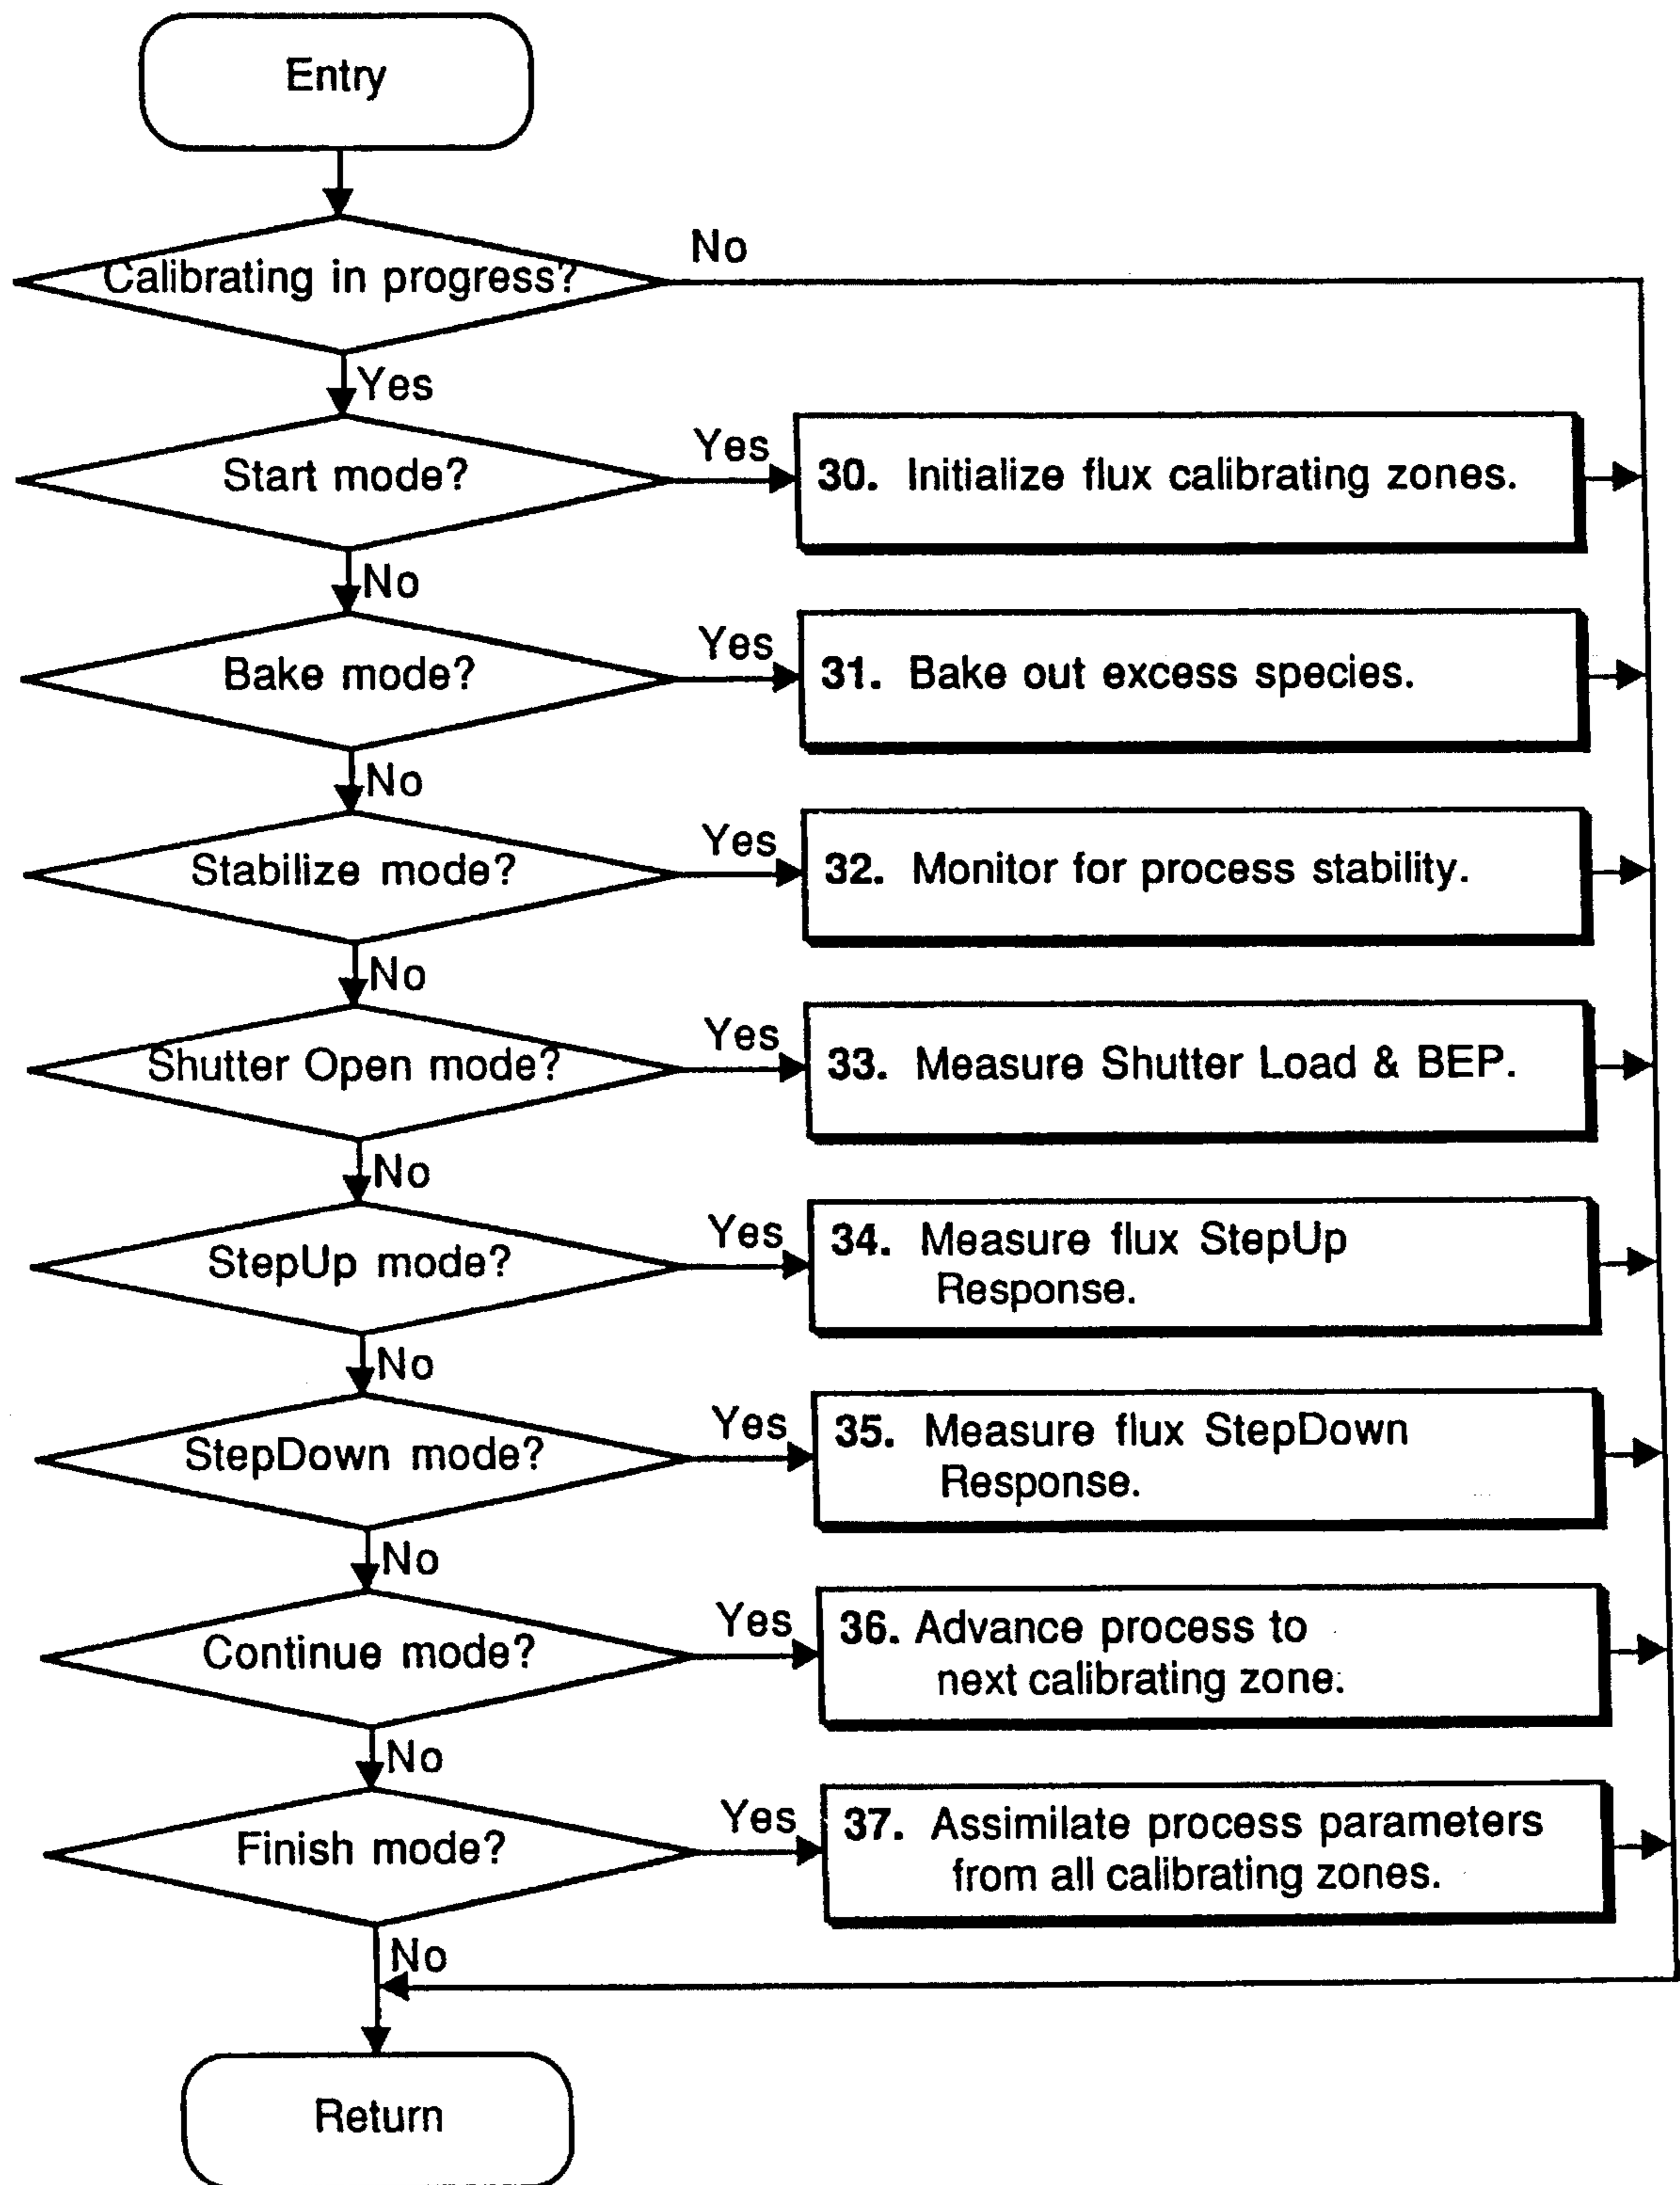 Entry
Calibrating in progress?
No
Yes
Start mode?
Yes
30. Initialize flux calibrating zones.
No
Bake mode?
Yes
31. Bake out excess species.
No
Stabilize mode?
Yes
32. Monitor for process stability.
No
Shutter Open mode?
Yes
33. Measure Shutter Load & BEP.
No
StepUp mode?
Yes
34. Measure flux StepUp
Response.
No
StepDown mode?
Yes
35. Measure flux StepDown
Response.
No
Continue mode?
Yes
36. Advance process to
next calibrating zone.
No
Finish mode?
Yes
37. Assimilate process parameters
from all calibrating zones.
No
Return